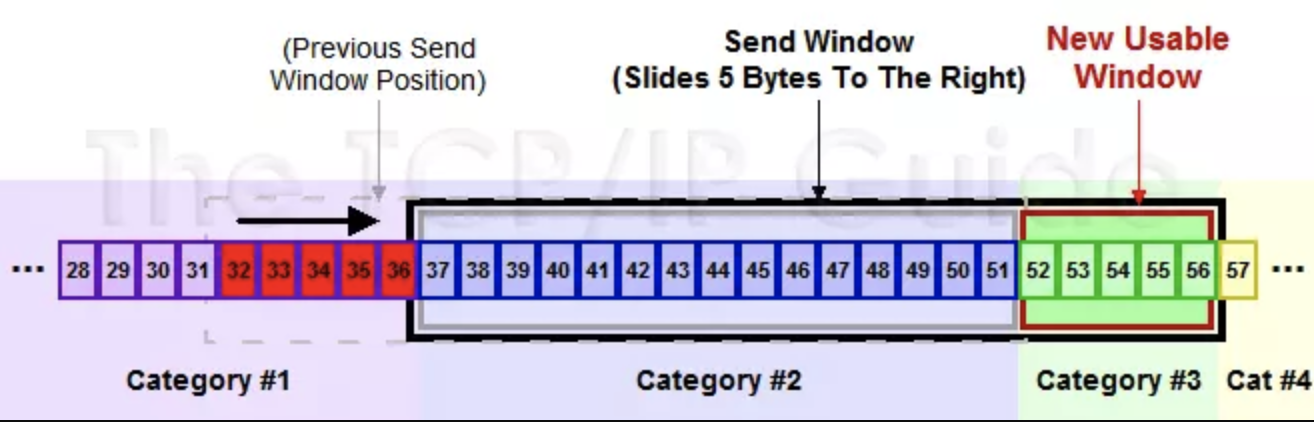 (Previous Send
Window Position)
Send Window
(Slides 5 Bytes To The Right)
New Usable
Window
The TCP/IP Guide
... 28 29 30 31 32 33 34 35 36 37 38 39 40 41 42 43 44 45 46 47 48 49 50 51 52 53 54 55 56 57 ...
Category #1
Category #2
Category #3
Cat #4